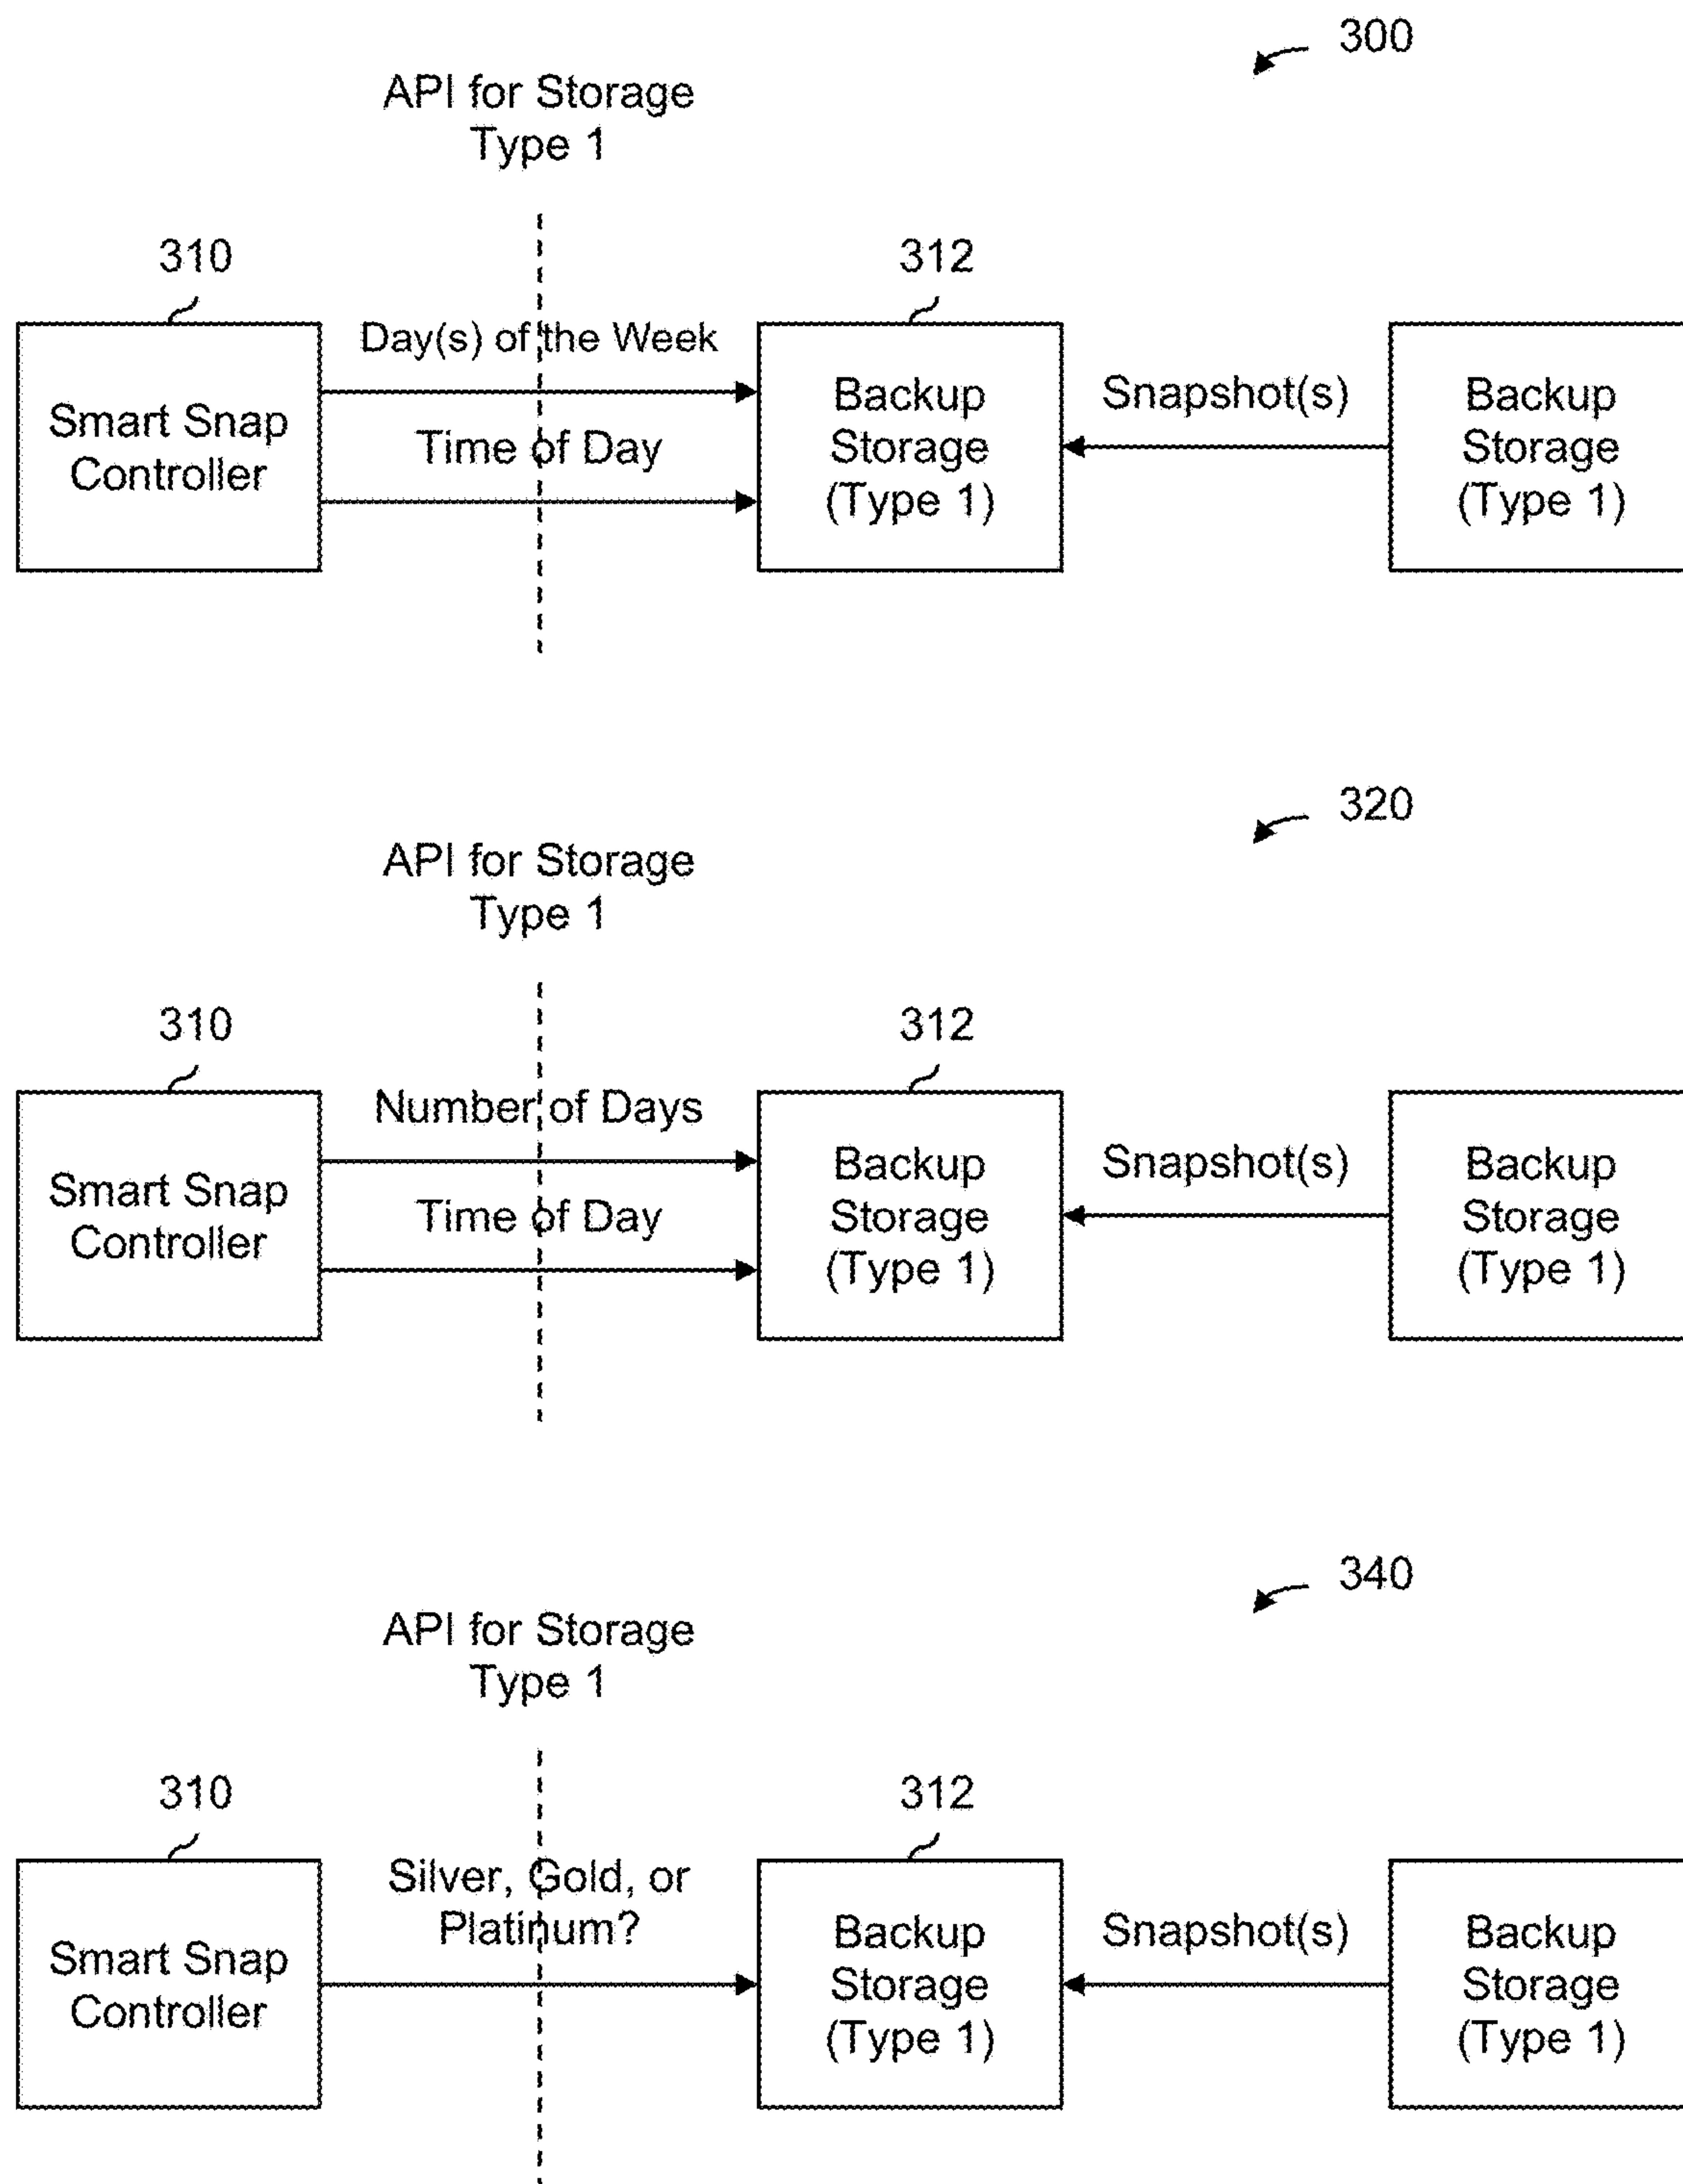 300
API for Storage
Type 1
310
312
Day(s) of the Week
Time of Day
Smart Snap
Controller
Backup
Storage
(Type 1)
Snapshot(s)
Backup
Storage
(Type 1)
320
API for Storage
Type 1
310
312
Number of Days
Time of Day
Smart Snap
Controller
Backup
Storage
(Type 1)
Snapshot(s)
Backup
Storage
(Type 1)
340
API for Storage
Type 1
310
312
Silver, Gold, or
Platinum?
Smart Snap
Controller
Backup
Storage
(Type 1)
Snapshot(s)
Backup
Storage
(Type 1)